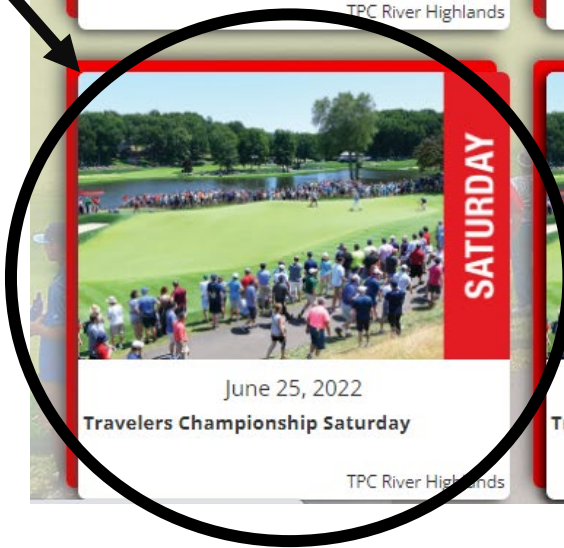 TPC River Highlands
SATURDAY
June 25, 2022
Travelers Championship Saturday
TPC River Highlands